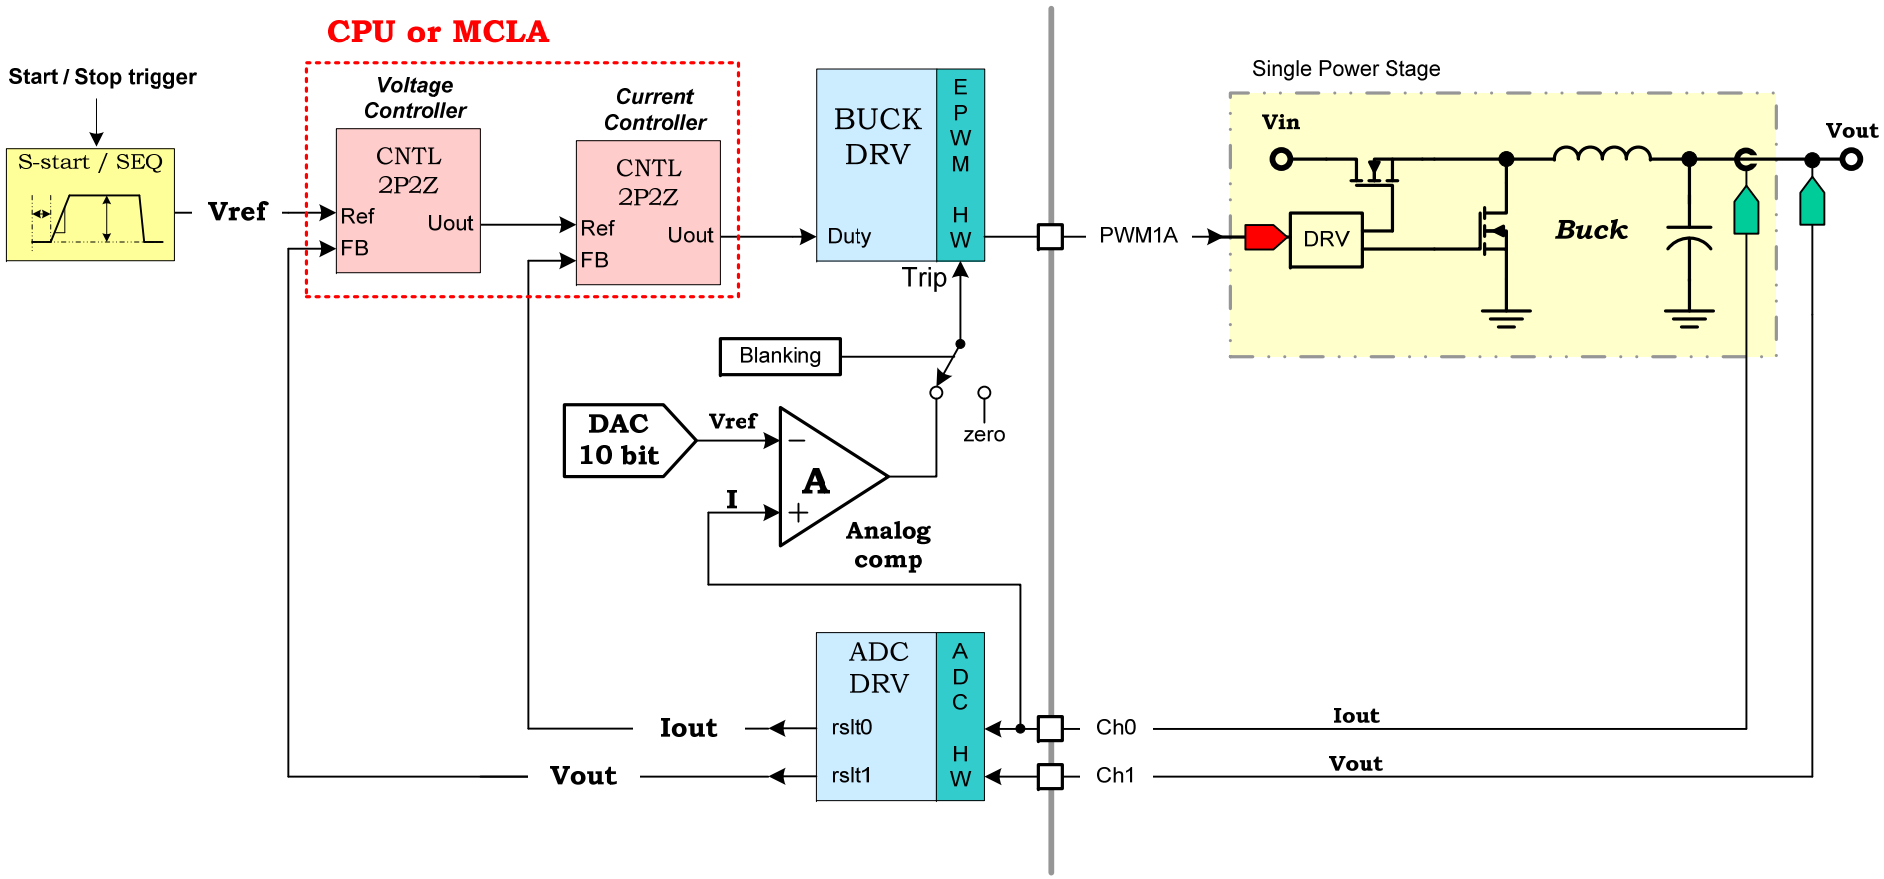 CPU or MCLA
Start / Stop trigger
S-start / SEQ
Vref
Voltage
Controller
CNTL
2P2Z
Ref
FB
Uout
Current
Controller
CNTL
2P2Z
Ref
FB
Uout
BUCK
DRV
Duty
E
P
W
M
H
W
Trip
Blanking
zero
DAC
10 bit
Vref
I
−
+
A
Analog
comp
PWM1A
Single Power Stage
Vin
Vout
DRV
Buck
ADC
DRV
rslt0
rslt1
A
D
C
H
W
Iout
Vout
Ch0
Ch1
Iout
Vout